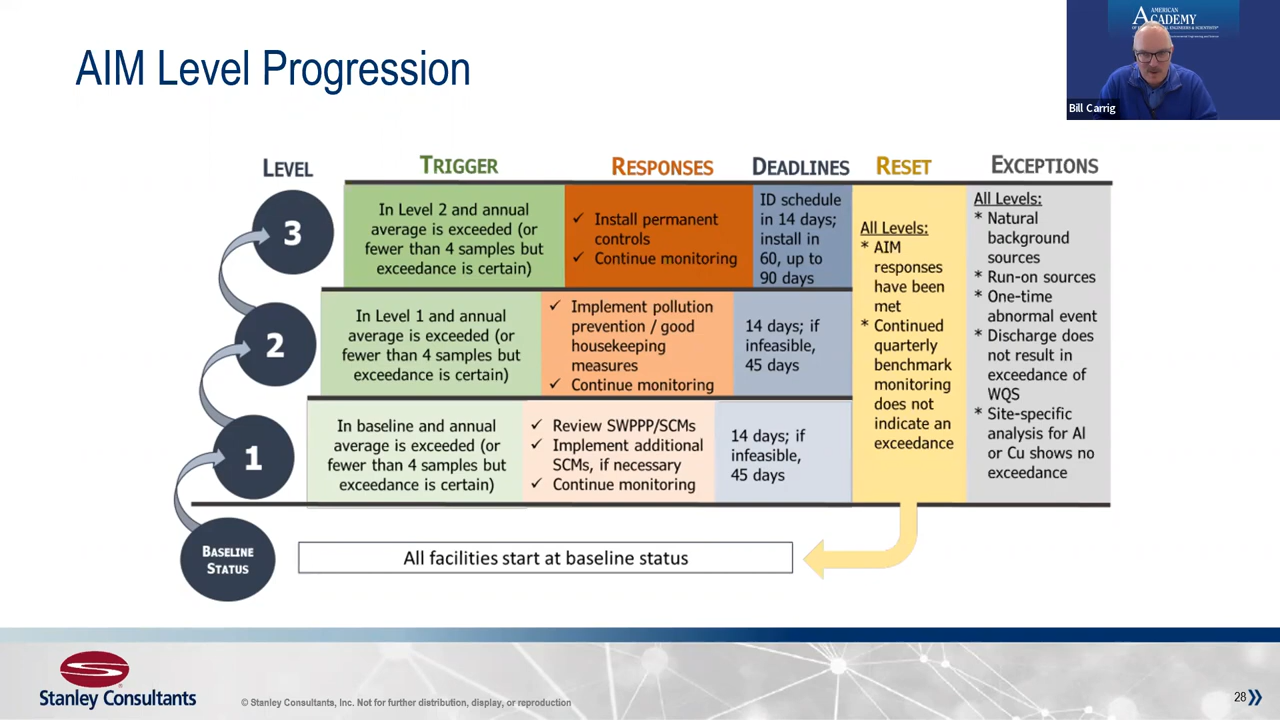 AIM Level Progression
AMERICAN
ACADEMY
Bill Carrig
LEVEL
TRIGGER
RESPONSES
DEADLINES
RESET
EXCEPTIONS
3
In Level 2 and annual
average is exceeded (or
fewer than 4 samples but
exceedance is certain)
✓ Install permanent
controls
✓ Continue monitoring
ID schedule
in 14 days;
install in
60, up to
90 days
2
In Level 1 and annual
average is exceeded (or
fewer than 4 samples but
exceedance is certain)
✓ Implement pollution
prevention / good
housekeeping
measures
✓ Continue monitoring
14 days; if
infeasible,
45 days
1
In baseline and annual
average is exceeded (or
fewer than 4 samples but
exceedance is certain)
✓ Review SWPPP/SCMs
✓ Implement additional
SCMs, if necessary
✓ Continue monitoring
14 days; if
infeasible,
45 days
All Levels:
* AIM
responses
have been
met
* Continued
quarterly
benchmark
monitoring
does not
indicate an
exceedance
All Levels:
* Natural
background
sources
* Run-on sources
* One-time
abnormal event
* Discharge does
not result in
exceedance of
WQS
* Site-specific
analysis for Al
or Cu shows no
exceedance
BASELINE
STATUS
All facilities start at baseline status
Stanley Consultants
© Stanley Consultants, Inc. Not for further distribution, display, or reproduction
28